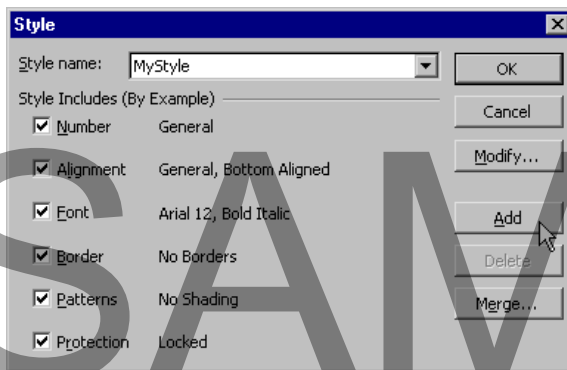 Style
Style name: MyStyle
OK
Style Includes (By Example)
Cancel
Number General
Modify...
Alignment General, Bottom Aligned
Font Arial 12, Bold Italic
Add
Border No Borders
Delete
Patterns No Shading
Merge...
Protection Locked
SAM